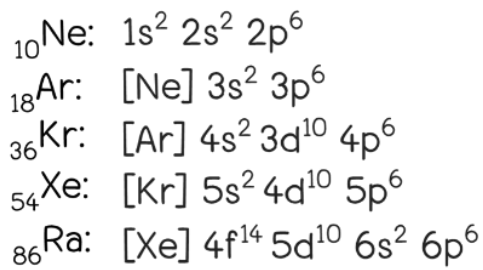 ₁₀Ne: 1s² 2s² 2p⁶
₁₈Ar: [Ne] 3s² 3p⁶
₃₆Kr: [Ar] 4s² 3d¹⁰ 4p⁶
₅₄Xe: [Kr] 5s² 4d¹⁰ 5p⁶
₈₆Ra: [Xe] 4f¹⁴ 5d¹⁰ 6s² 6p⁶